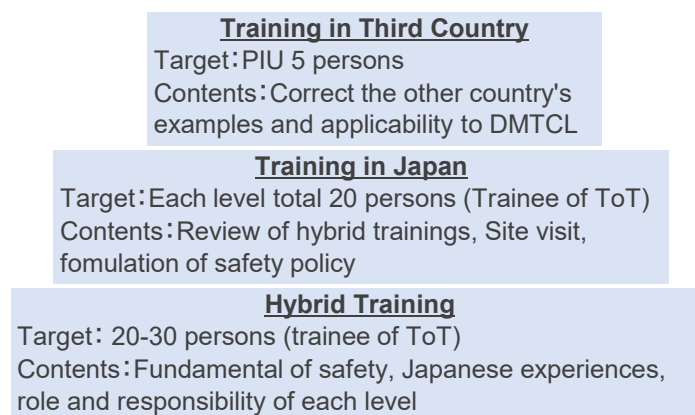 Training in Third Country
Target：PIU 5 persons
Contents：Correct the other country's
examples and applicability to DMTCL
Training in Japan
Target：Each level total 20 persons (Trainee of ToT)
Contents：Review of hybrid trainings, Site visit,
fomulation of safety policy
Hybrid Training
Target：20-30 persons (trainee of ToT)
Contents：Fundamental of safety, Japanese experiences,
role and responsibility of each level